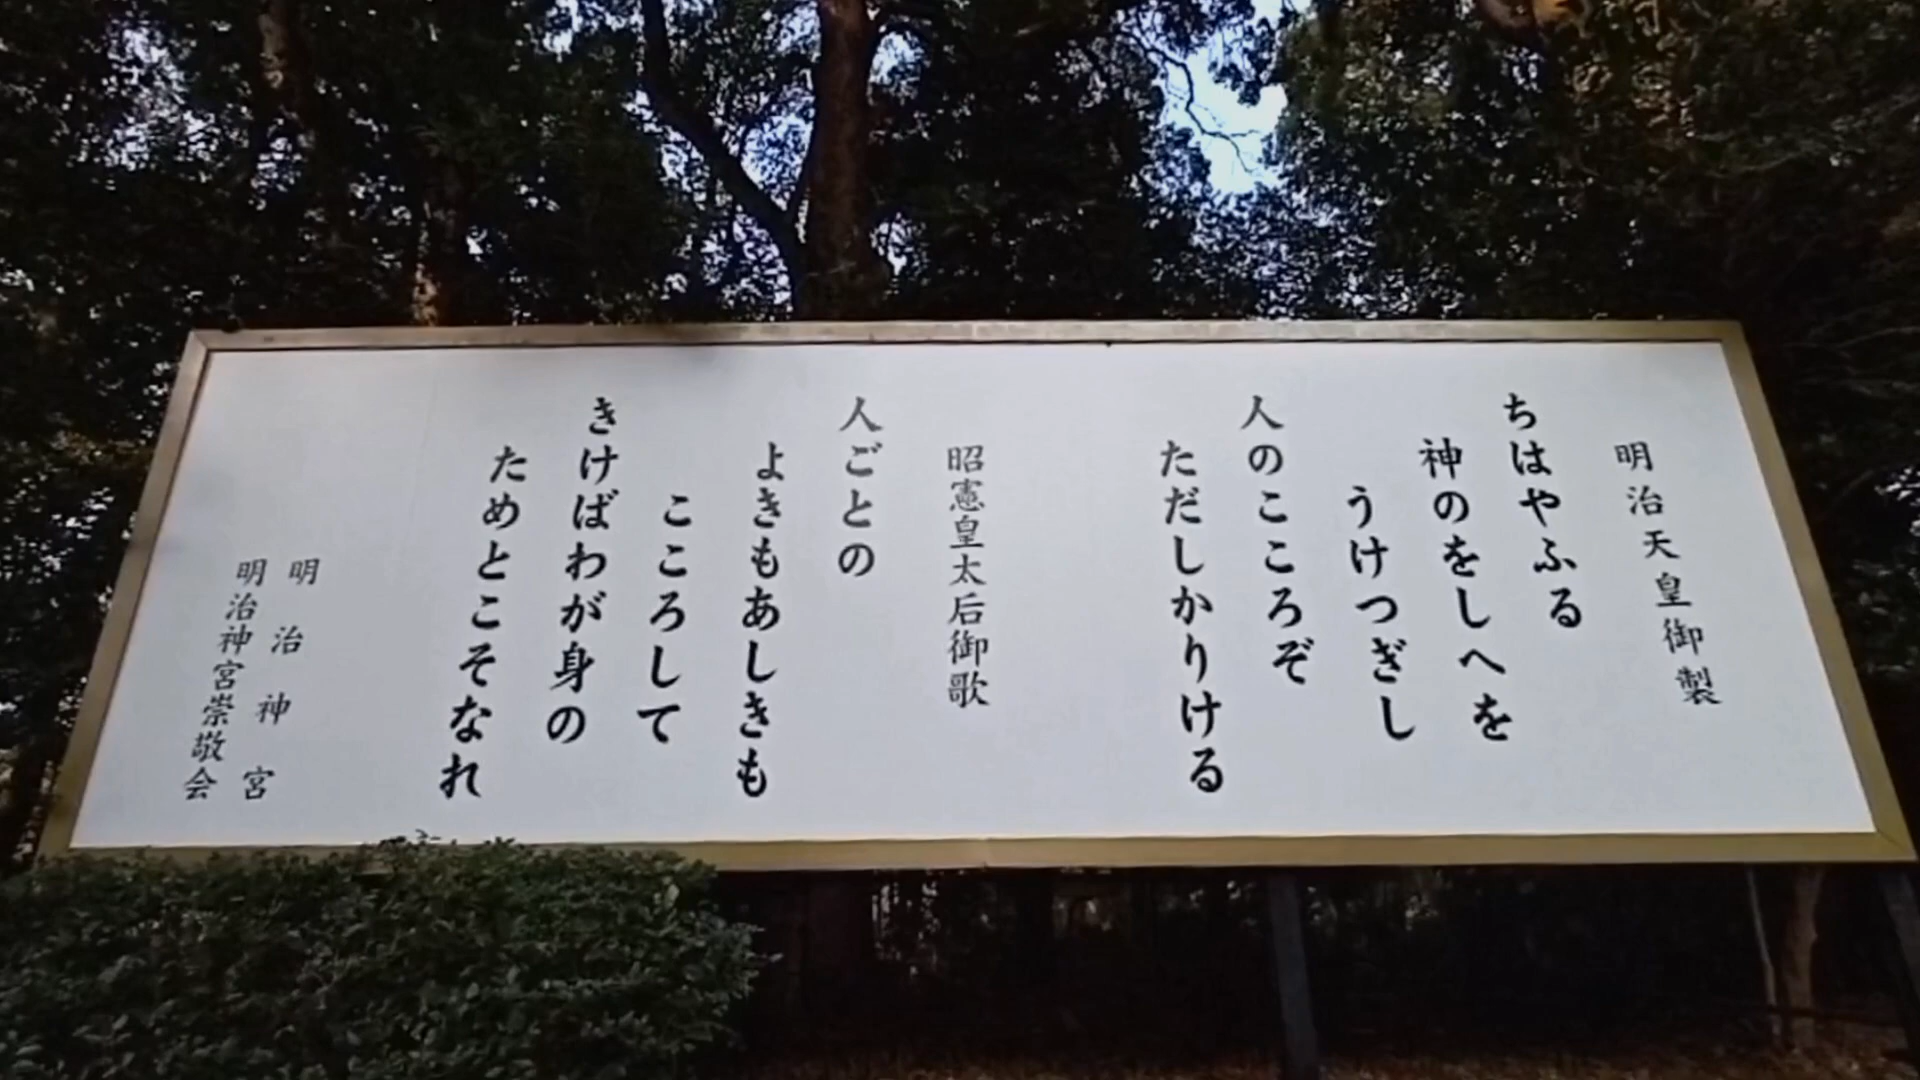 明治天皇御製
ちはやふる
神のをしへを
うけつぎし
人のこころぞ
ただしかりける
昭憲皇太后御歌
人ごとの
よきもあしきも
こころして
きけばわが身の
ためとこそなれ
明治神宮
明治神宮崇敬会